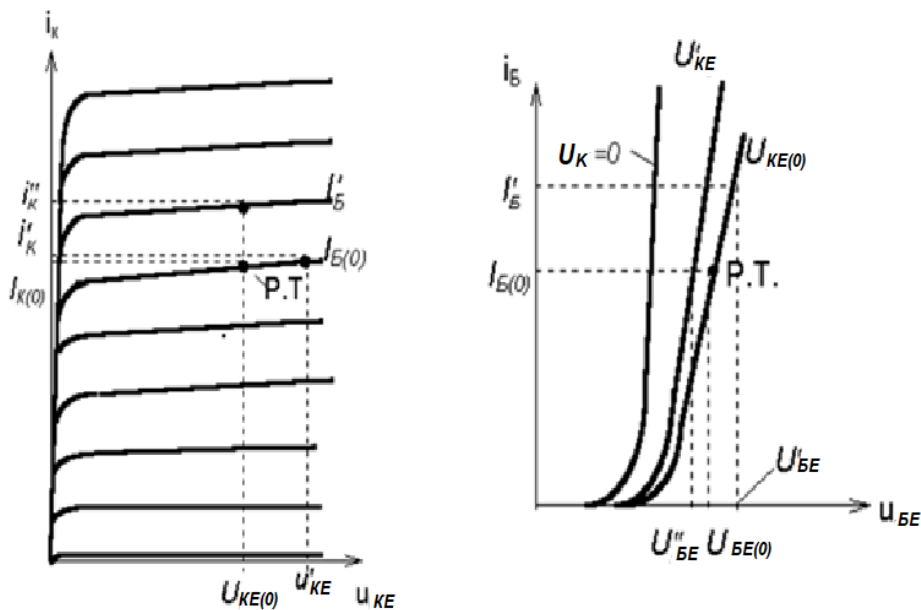 iк
i″К
i′К
IК(0)
I′Б
IБ(0)
Р.Т
UКЕ(0)
u′КЕ
uКЕ
iБ
U′КЕ
UК =0
UКЕ(0)
I′Б
IБ(0)
Р.Т.
U′БЕ
uБЕ
U″БЕ
UБЕ(0)